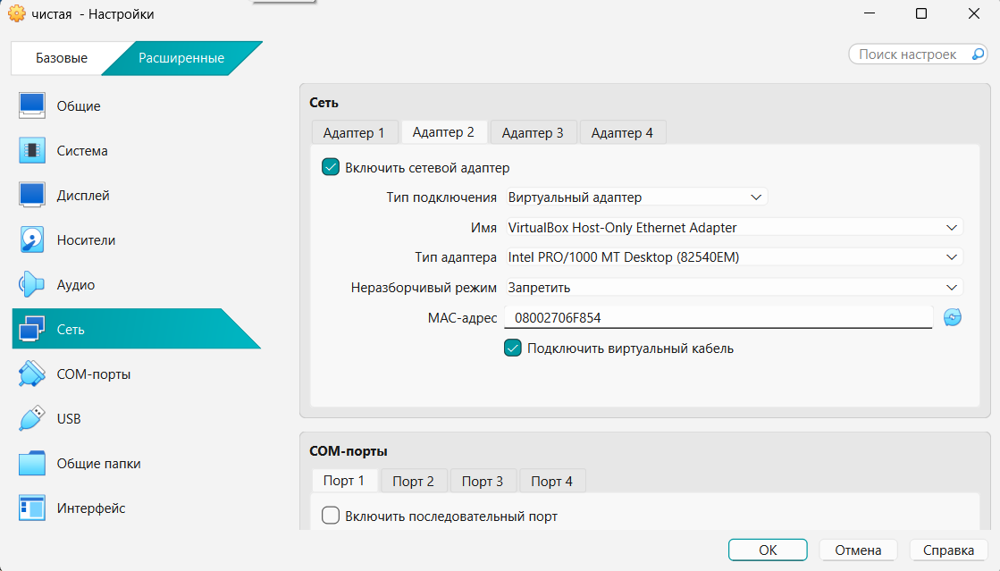 чистая - Настройки
Базовые
Расширенные
Поиск настроек
Общие
Система
Дисплей
Носители
Аудио
Сеть
COM-порты
USB
Общие папки
Интерфейс
Сеть
Адаптер 1 Адаптер 2 Адаптер 3 Адаптер 4
Включить сетевой адаптер
Тип подключения Виртуальный адаптер
Имя VirtualBox Host-Only Ethernet Adapter
Тип адаптера Intel PRO/1000 MT Desktop (82540EM)
Неразборчивый режим Запретить
MAC-адрес 08002706F854
Подключить виртуальный кабель
COM-порты
Порт 1 Порт 2 Порт 3 Порт 4
Включить последовательный порт
OK Отмена Справка